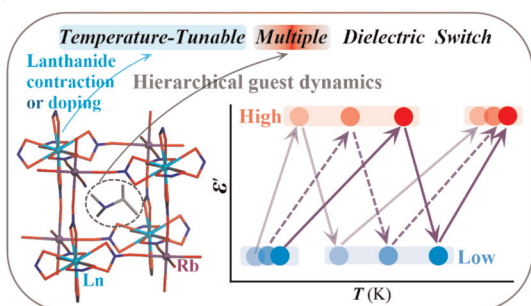 Temperature-Tunable Multiple Dielectric Switch
Lanthanide
contraction
or doping
Hierarchical guest dynamics
High
ε'
Low
Rb
Ln
T (K)